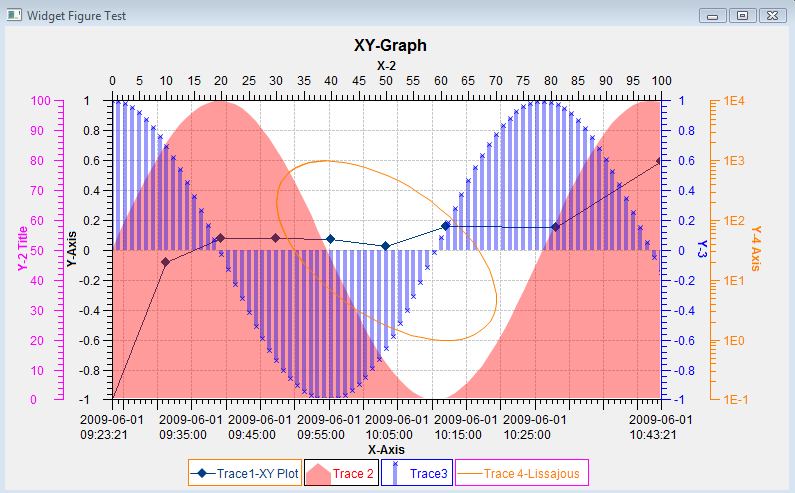 Widget Figure Test
XY-Graph
X-2
0 5 10 15 20 25 30 35 40 45 50 55 60 65 70 75 80 85 90 95 100
100 90 80 70 60 50 40 30 20 10 0
Y-2 Title
1 0.8 0.6 0.4 0.2 0 -0.2 -0.4 -0.6 -0.8 -1
Y-Axis
1 0.8 0.6 0.4 0.2 0 -0.2 -0.4 -0.6 -0.8 -1
Y-3
1E4 1E3 1E2 1E1 1E0 1E-1
Y-4 Axis
2009-06-01 2009-06-01 2009-06-01 2009-06-01 2009-06-01 2009-06-01 2009-06-01 2009-06-01
09:23:21 09:35:00 09:45:00 09:55:00 10:05:00 10:15:00 10:25:00 10:43:21
X-Axis
Trace1-XY Plot Trace 2 Trace3 Trace 4-Lissajous